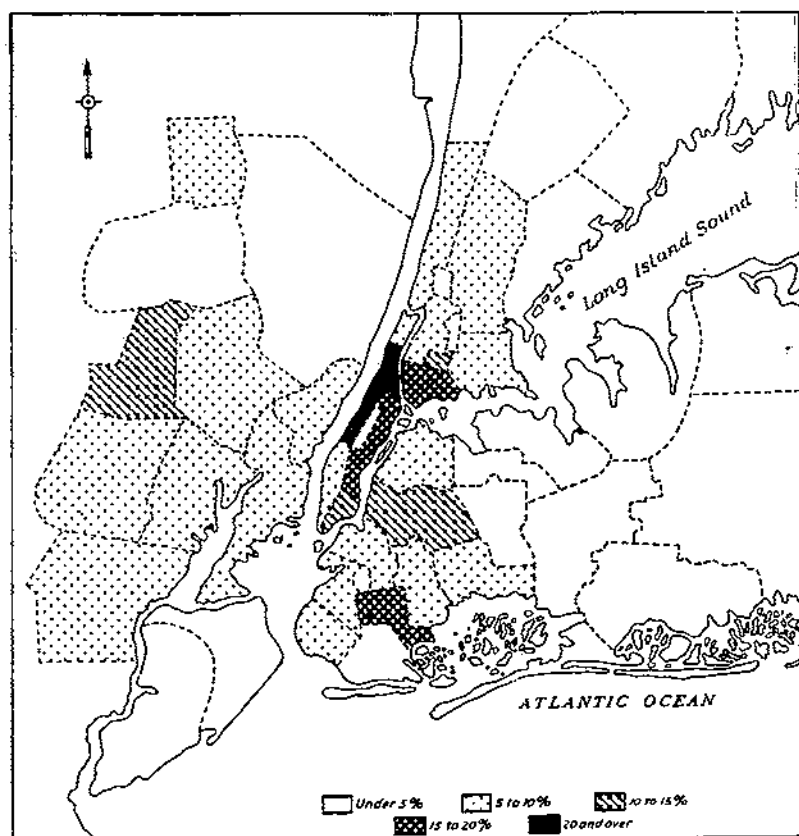 Long Island Sound
ATLANTIC OCEAN
Under 5% 5 to 10% 10 to 15%
15 to 20% 20 and over